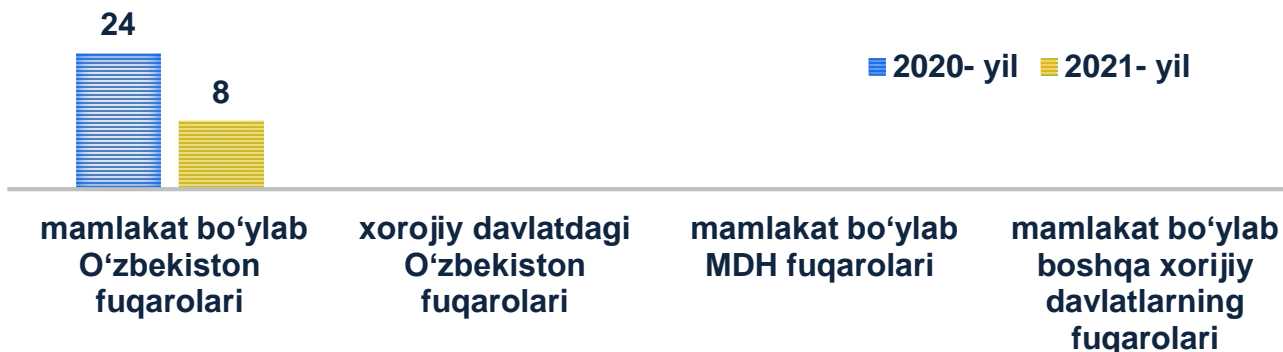 24
8
2020- yil 2021- yil
mamlakat bo‘ylab
O‘zbekiston
fuqarolari
xorojiy davlatdagi
O‘zbekiston
fuqarolari
mamlakat bo‘ylab
MDH fuqarolari
mamlakat bo‘ylab
boshqa xorijiy
davlatlarning
fuqarolari